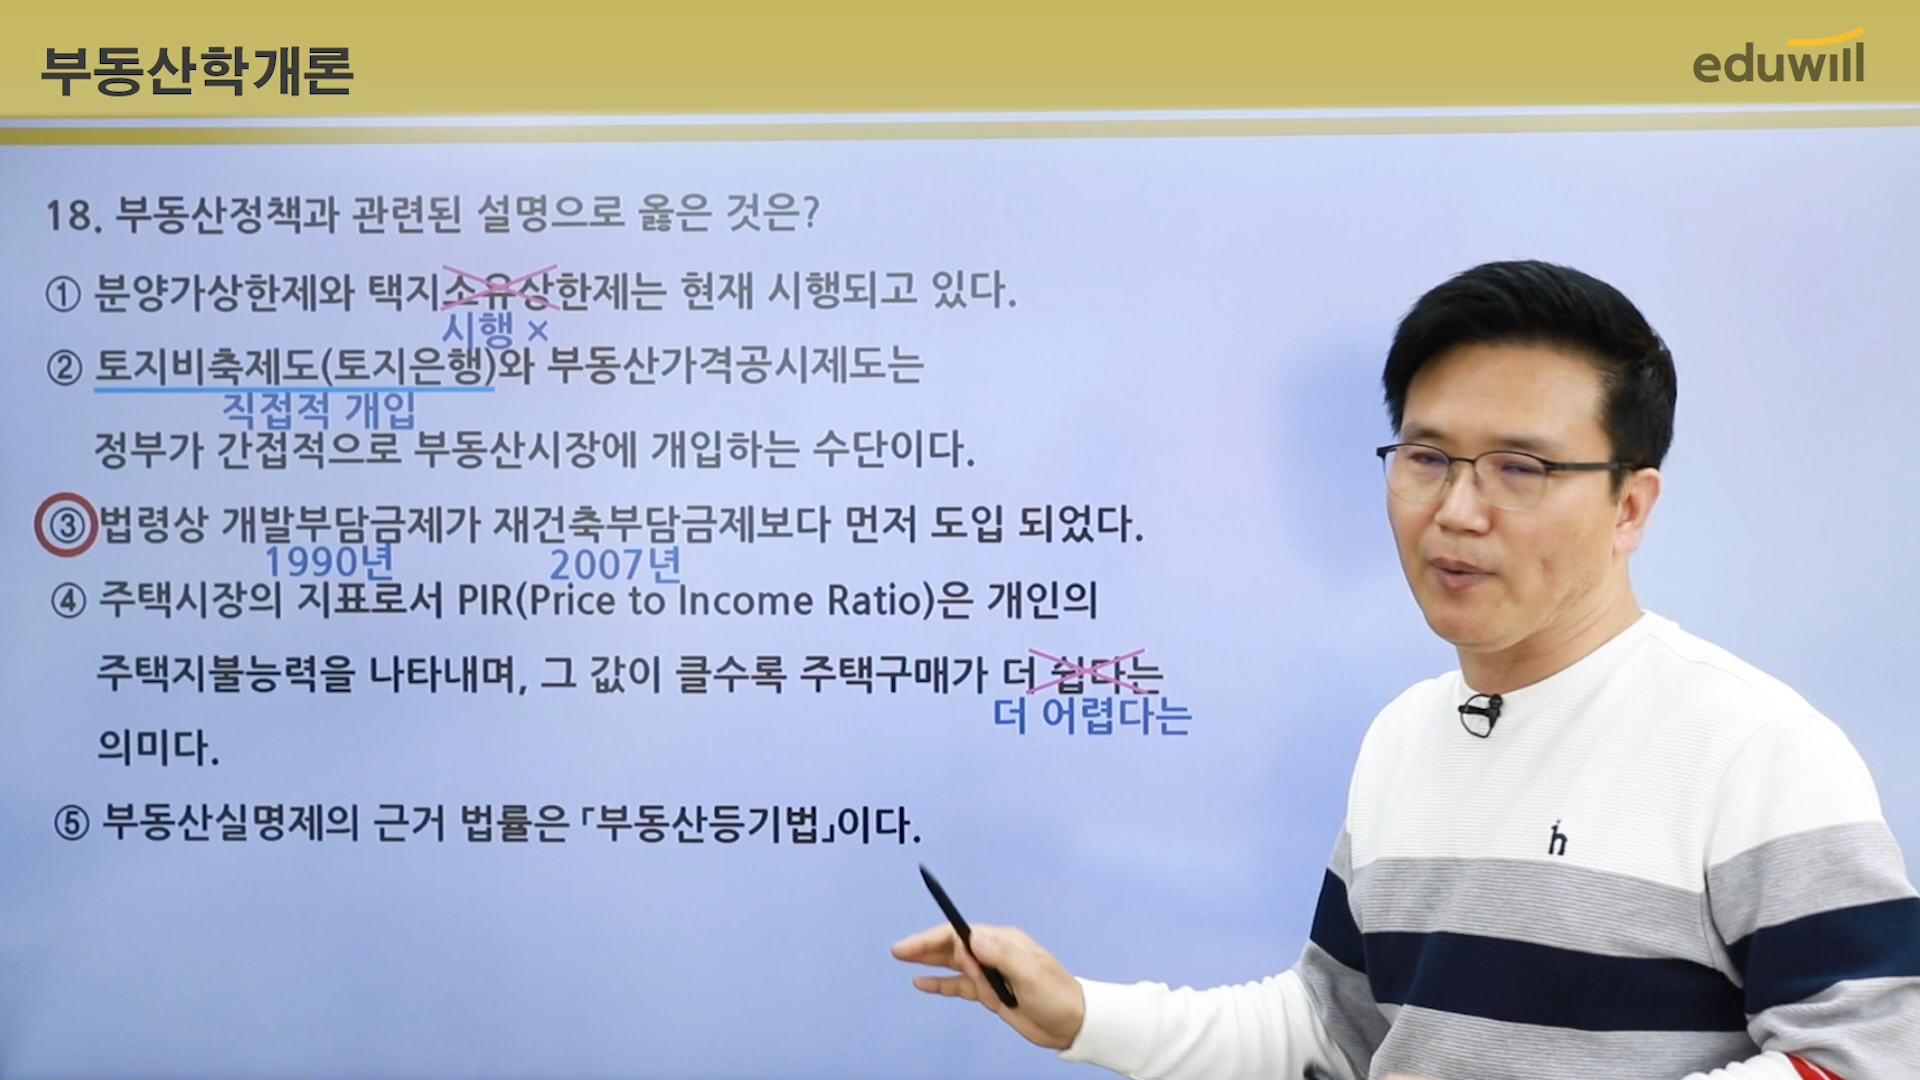 부동산학개론
eduwill
18. 부동산정책과 관련된 설명으로 옳은 것은?
① 분양가상한제와 택지소유상한제는 현재 시행되고 있다.
시행 ×
② 토지비축제도(토지은행)와 부동산가격공시제도는
직접적 개입
정부가 간접적으로 부동산시장에 개입하는 수단이다.
③ 법령상 개발부담금제가 재건축부담금제보다 먼저 도입 되었다.
1990년 2007년
④ 주택시장의 지표로서 PIR(Price to Income Ratio)은 개인의
주택지불능력을 나타내며, 그 값이 클수록 주택구매가 더 쉽다는
더 어렵다는
의미다.
⑤ 부동산실명제의 근거 법률은 「부동산등기법」이다.
h